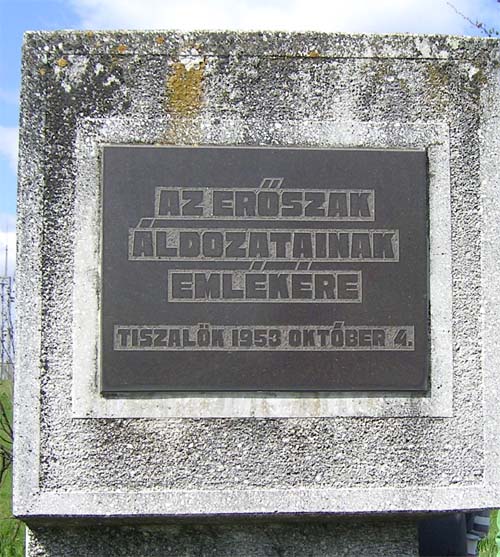 AZ ERŐSZAK
ÁLDOZATAINAK
EMLÉKÉRE
TISZALÖK 1953 OKTÓBER 4.